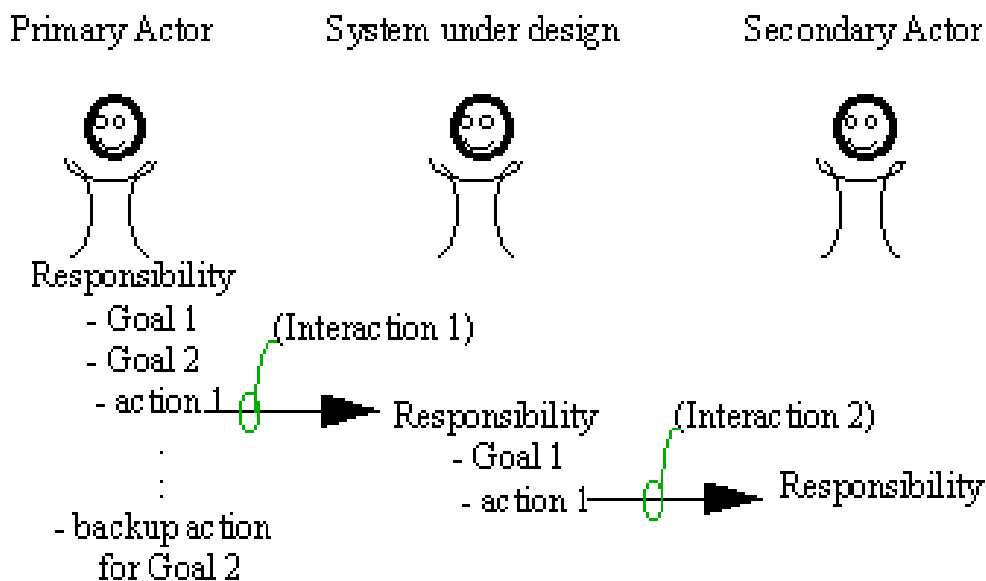 Primary Actor
System under design
Secondary Actor
Responsibility
- Goal 1
- Goal 2
- action 1
(Interaction 1)
.
:
- backup action
for Goal 2
Responsibility
- Goal 1
- action 1
(Interaction 2)
Responsibility